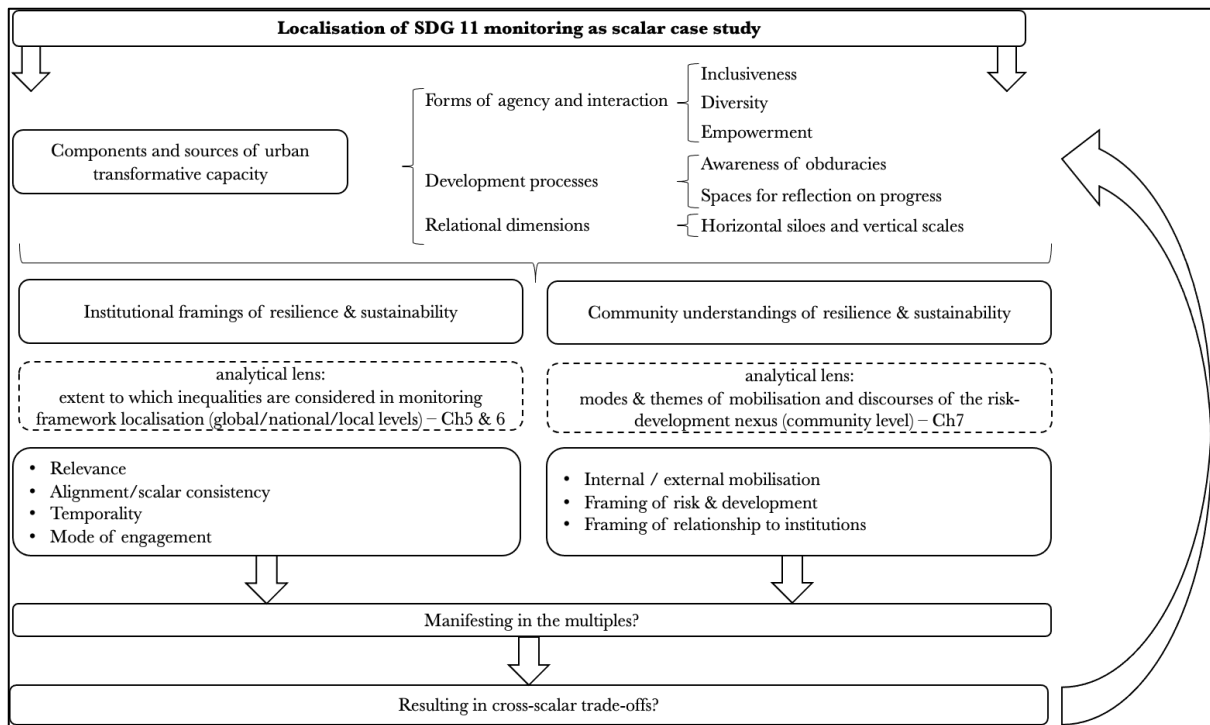 Localisation of SDG 11 monitoring as scalar case study
Components and sources of urban
transformative capacity
Forms of agency and interaction
Inclusiveness
Diversity
Empowerment
Development processes
Awareness of obduracies
Spaces for reflection on progress
Relational dimensions
Horizontal siloes and vertical scales
Institutional framings of resilience & sustainability
Community understandings of resilience & sustainability
analytical lens:
extent to which inequalities are considered in monitoring
framework localisation (global/national/local levels) – Ch5 & 6
analytical lens:
modes & themes of mobilisation and discourses of the risk-
development nexus (community level) – Ch7
• Relevance
• Alignment/scalar consistency
• Temporality
• Mode of engagement
• Internal / external mobilisation
• Framing of risk & development
• Framing of relationship to institutions
Manifesting in the multiples?
Resulting in cross-scalar trade-offs?